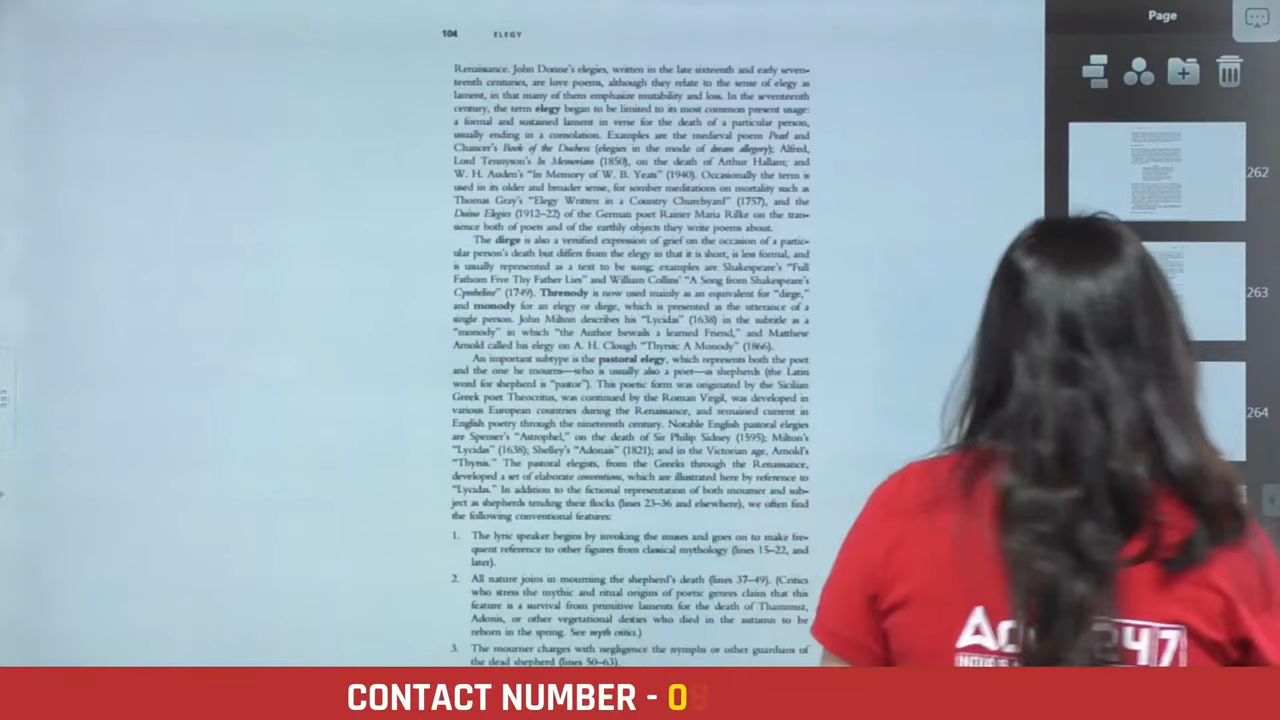 104 ELEGY
Page
Renaissance. John Donne's elegies, written in the late sixteenth and early seven-
teenth centuries, are love poems, although they relate to the sense of elegy as
lament, in that many of them emphasize mutability and loss. In the seventeenth
century, the term elegy began to be limited to its most common present usage:
a formal and sustained lament in verse for the death of a particular person,
usually ending in a consolation. Examples are the medieval poem Pearl and
Chaucer's Book of the Duchess (elegies in the mode of dream allegory); Alfred,
Lord Tennyson's In Memoriam (1850), on the death of Arthur Hallam; and
W. H. Auden's "In Memory of W. B. Yeats" (1940). Occasionally the term is
used in its older and broader sense, for somber meditations on mortality such as
Thomas Gray's "Elegy Written in a Country Churchyard" (1757), and the
Duino Elegies (1912–22) of the German poet Rainer Maria Rilke on the tran-
sience both of poets and of the earthly objects they write poems about.
The dirge is also a versified expression of grief on the occasion of a partic-
ular person's death but differs from the elegy in that it is short, is less formal, and
is usually represented as a text to be sung; examples are Shakespeare's "Full
Fathom Five Thy Father Lies" and William Collins' "A Song from Shakespeare's
Cymbeline" (1749). Threnody is now used mainly as an equivalent for "dirge,"
and monody for an elegy or dirge, which is presented as the utterance of a
single person. John Milton describes his "Lycidas" (1638) in the subtitle as a
"monody" in which "the Author bewails a learned Friend," and Matthew
Arnold called his elegy on A. H. Clough "Thyrsis: A Monody" (1866).
An important subtype is the pastoral elegy, which represents both the poet
and the one he mourns—who is usually also a poet—as shepherds (the Latin
word for shepherd is "pastor"). This poetic form was originated by the Sicilian
Greek poet Theocritus, was continued by the Roman Virgil, was developed in
various European countries during the Renaissance, and remained current in
English poetry through the nineteenth century. Notable English pastoral elegies
are Spenser's "Astrophel," on the death of Sir Philip Sidney (1595); Milton's
"Lycidas" (1638); Shelley's "Adonais" (1821); and in the Victorian age, Arnold's
"Thyrsis." The pastoral elegists, from the Greeks through the Renaissance,
developed a set of elaborate conventions, which are illustrated here by reference to
"Lycidas." In addition to the fictional representation of both mourner and sub-
ject as shepherds tending their flocks (lines 23–36 and elsewhere), we often find
the following conventional features:
1. The lyric speaker begins by invoking the muses and goes on to make fre-
quent reference to other figures from classical mythology (lines 15–22, and
later).
2. All nature joins in mourning the shepherd's death (lines 37–49). (Critics
who stress the mythic and ritual origins of poetic genres claim that this
feature is a survival from primitive laments for the death of Thammuz,
Adonis, or other vegetational deities who died in the autumn to be
reborn in the spring. See myth critics.)
3. The mourner charges with negligence the nymphs or other guardians of
the dead shepherd (lines 50–63).
262
263
264
247
CONTACT NUMBER - 0